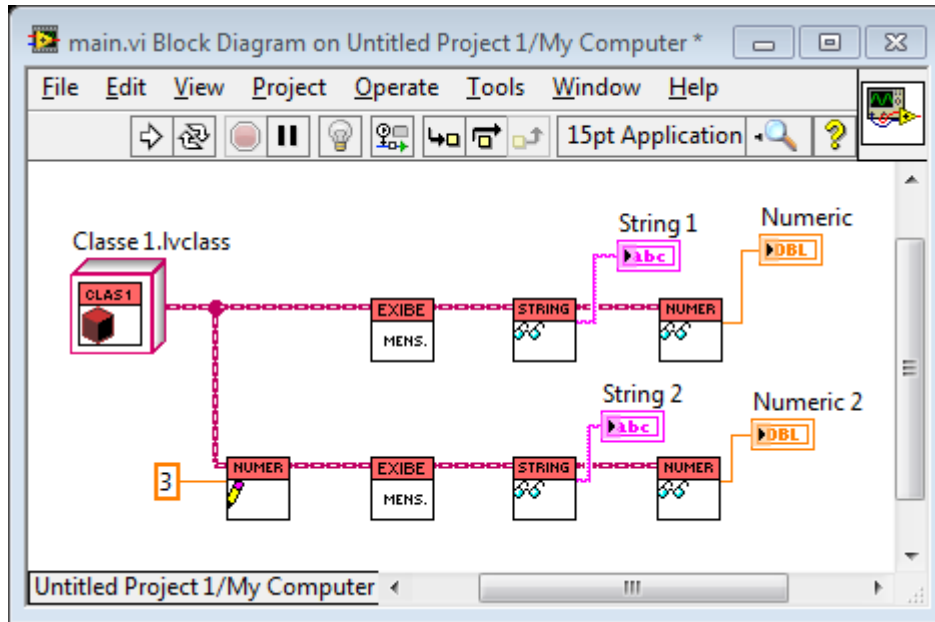 main.vi Block Diagram on Untitled Project 1/My Computer *
File Edit View Project Operate Tools Window Help
15pt Application
String 1 Numeric
Classe 1.lvclass
abc DBL
CLAS1
EXIBE STRING NUMER
MENS.
String 2 Numeric 2
abc DBL
NUMER EXIBE STRING NUMER
3 MENS.
Untitled Project 1/My Computer